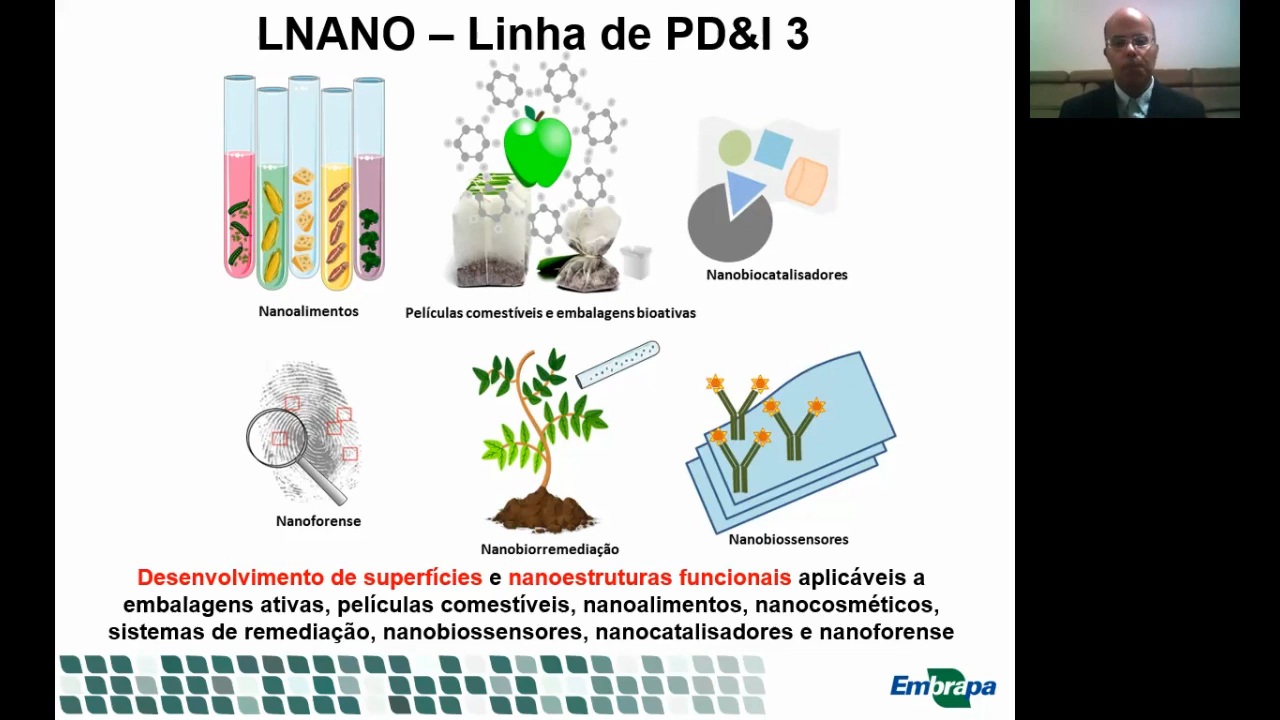 LNANO – Linha de PD&I 3
Nanoalimentos
Películas comestíveis e embalagens bioativas
Nanobiocatalisadores
Nanoforense
Nanobiorremediação
Nanobiossensores
Desenvolvimento de superfícies e nanoestruturas funcionais aplicáveis a
embalagens ativas, películas comestíveis, nanoalimentos, nanocosméticos,
sistemas de remediação, nanobiossensores, nanocatalisadores e nanoforense
Embrapa